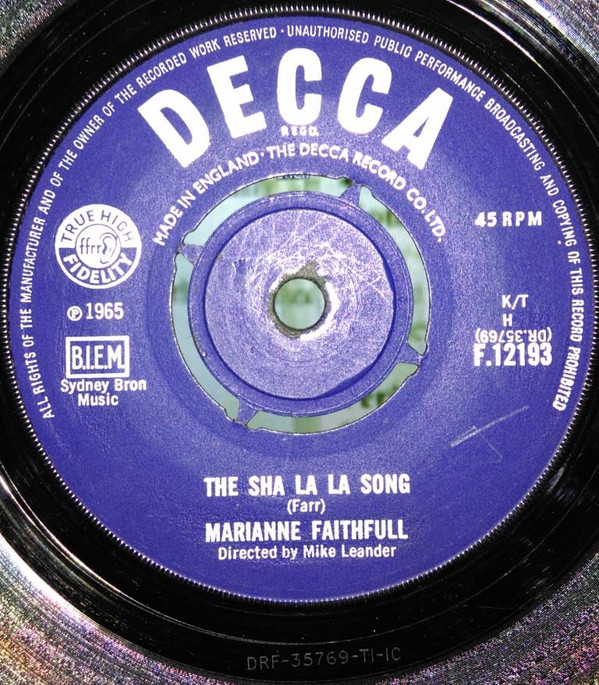 ALL RIGHTS OF THE MANUFACTURER AND OF THE OWNER OF THE RECORDED WORK RESERVED · UNAUTHORISED PUBLIC PERFORMANCE BROADCASTING AND COPYING OF THIS RECORD PROHIBITED
DECCA
REGD.
MADE IN ENGLAND · THE DECCA RECORD CO. LTD.
TRUE HIGH
ffrr
FIDELITY
45 RPM
℗ 1965
K/T
H
(DR.35769)
F.12193
B.I.E.M.
Sydney Bron
Music
THE SHA LA LA SONG
(Farr)
MARIANNE FAITHFULL
Directed by Mike Leander
DRF-35769-T1-1C